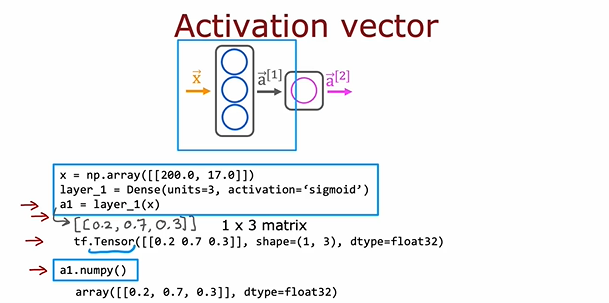 Activation vector
x⃗ a⃗[1] a⃗[2]
x = np.array([[200.0, 17.0]])
layer_1 = Dense(units=3, activation=‘sigmoid’)
a1 = layer_1(x)
[[0.2, 0.7, 0.3]] 1 x 3 matrix
tf.Tensor([[0.2 0.7 0.3]], shape=(1, 3), dtype=float32)
a1.numpy()
array([[0.2, 0.7, 0.3]], dtype=float32)